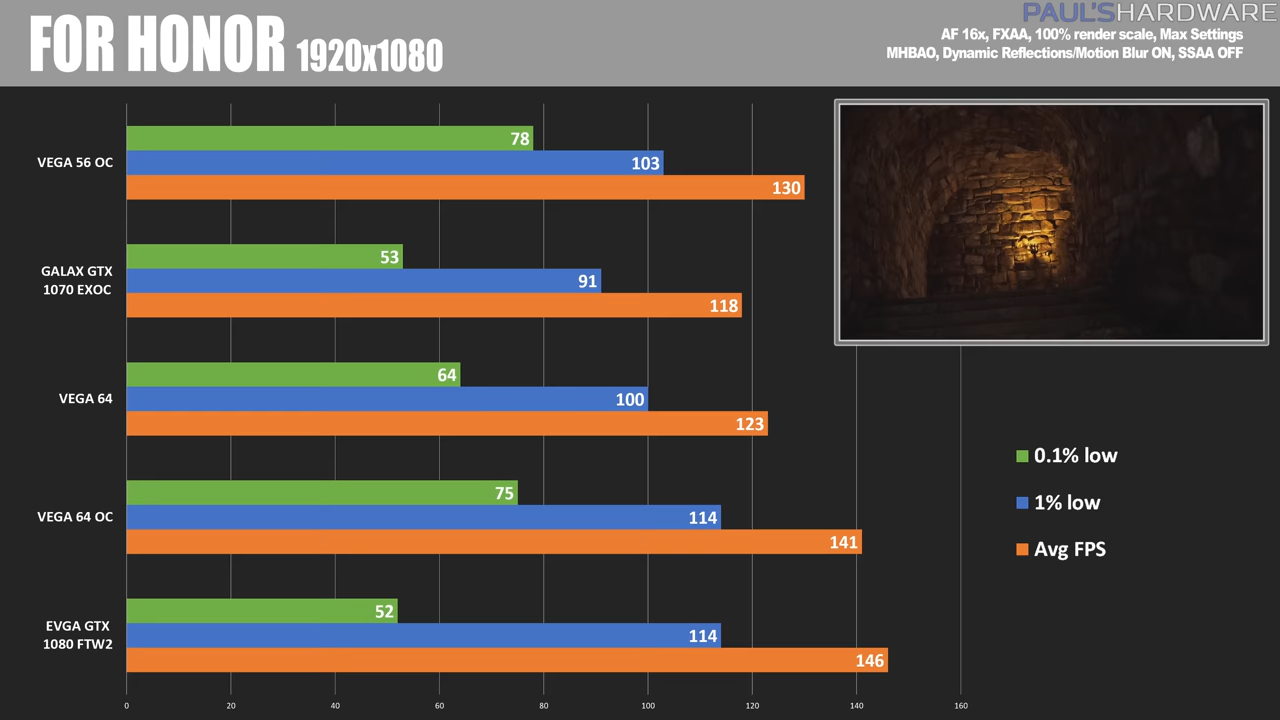 FOR HONOR 1920x1080
PAUL'SHARDWARE
AF 16x, FXAA, 100% render scale, Max Settings
MHBAO, Dynamic Reflections/Motion Blur ON, SSAA OFF
VEGA 56 OC
78
103
130
GALAX GTX
1070 EXOC
53
91
118
VEGA 64
64
100
123
VEGA 64 OC
75
114
141
EVGA GTX
1080 FTW2
52
114
146
0.1% low
1% low
Avg FPS
0 20 40 60 80 100 120 140 160